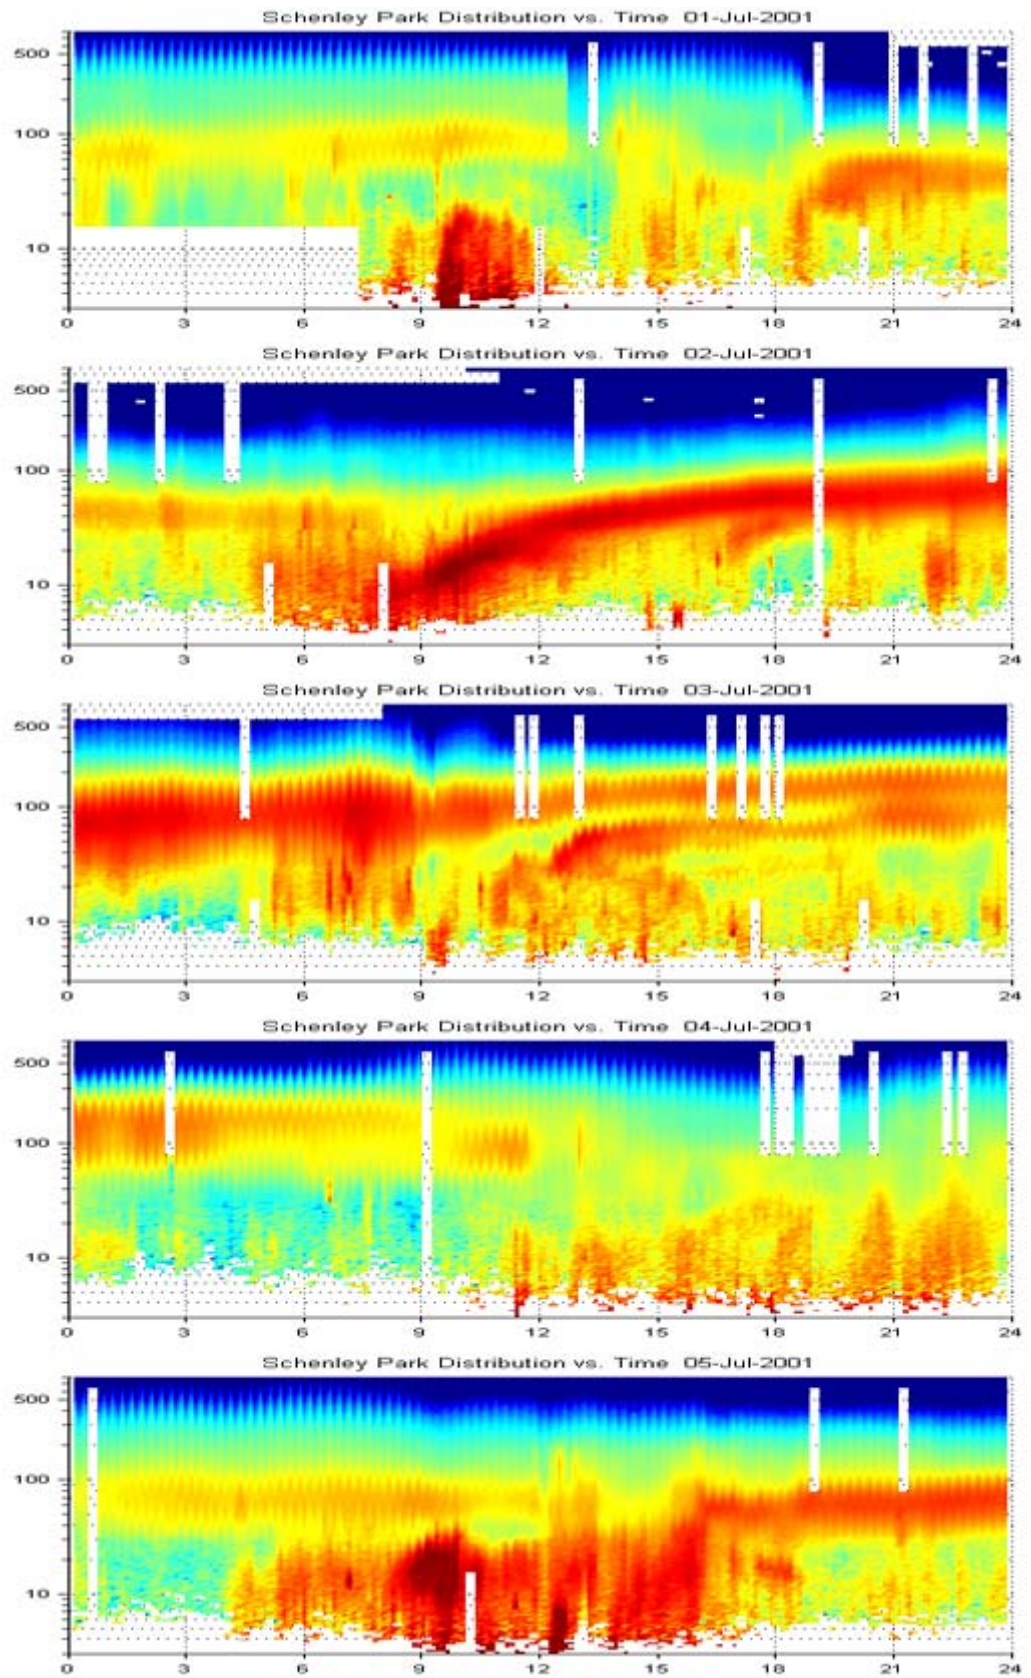 Schenley Park Distribution vs. Time 01-Jul-2001
500
100
10
0 3 6 9 12 15 18 21 24
Schenley Park Distribution vs. Time 02-Jul-2001
500
100
10
0 3 6 9 12 15 18 21 24
Schenley Park Distribution vs. Time 03-Jul-2001
500
100
10
0 3 6 9 12 15 18 21 24
Schenley Park Distribution vs. Time 04-Jul-2001
500
100
10
0 3 6 9 12 15 18 21 24
Schenley Park Distribution vs. Time 05-Jul-2001
500
100
10
0 3 6 9 12 15 18 21 24